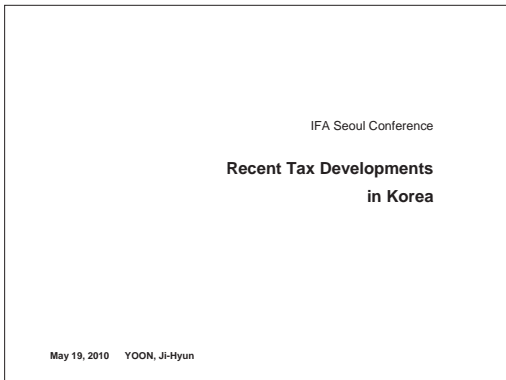 IFA Seoul Conference
Recent Tax Developments
in Korea
May 19, 2010 YOON, Ji-Hyun